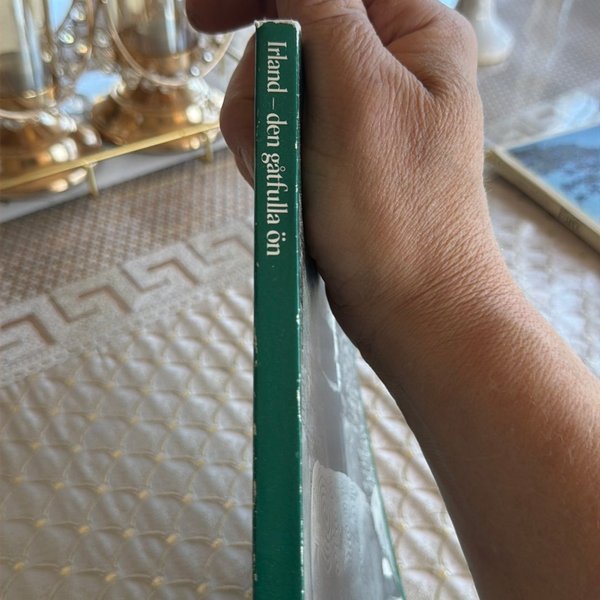 Irland – den gåtfulla ön